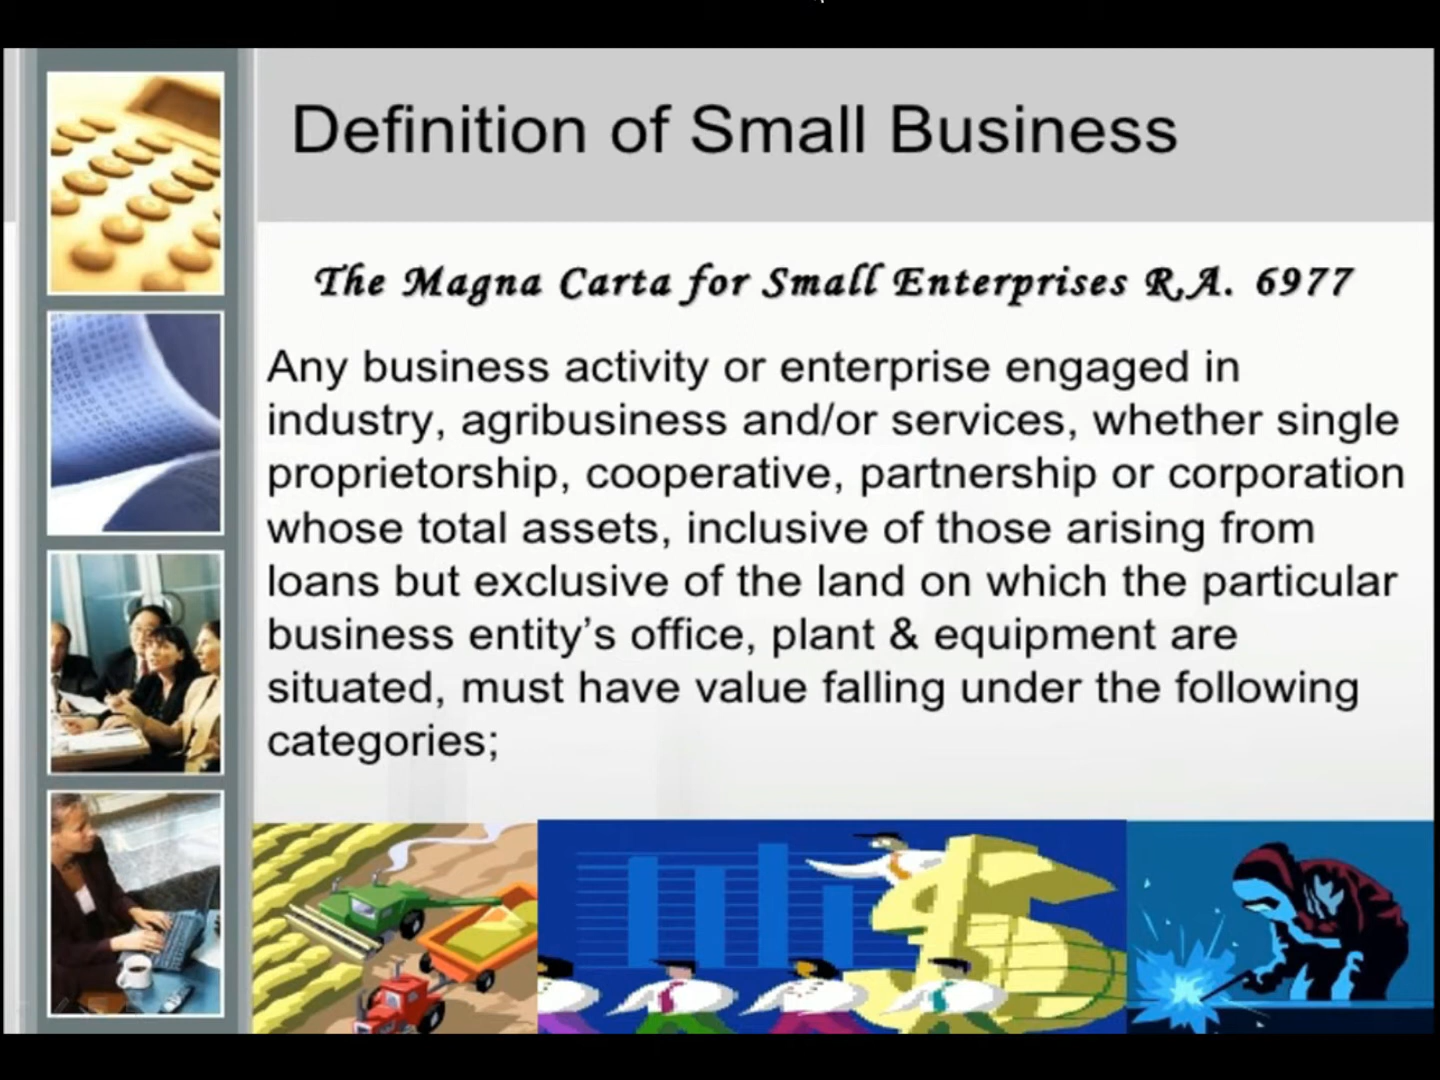 Definition of Small Business
The Magna Carta for Small Enterprises R.A. 6977
Any business activity or enterprise engaged in
industry, agribusiness and/or services, whether single
proprietorship, cooperative, partnership or corporation
whose total assets, inclusive of those arising from
loans but exclusive of the land on which the particular
business entity’s office, plant & equipment are
situated, must have value falling under the following
categories;